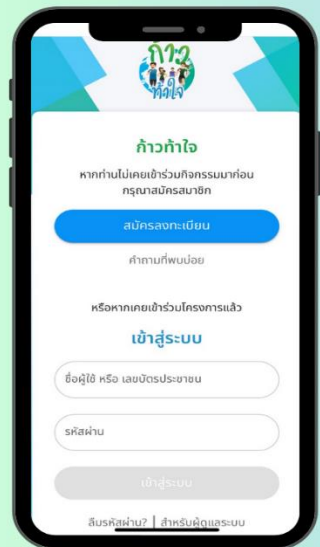 ก้าว
ท้าใจ
ก้าวท้าใจ
หากท่านไม่เคยเข้าร่วมกิจกรรมมาก่อน
กรุณาสมัครสมาชิก
สมัครลงทะเบียน
คำถามที่พบบ่อย
หรือหากเคยเข้าร่วมโครงการแล้ว
เข้าสู่ระบบ
ชื่อผู้ใช้ หรือ เลขบัตรประชาชน
รหัสผ่าน
เข้าสู่ระบบ
ลืมรหัสผ่าน? | สำหรับผู้ดูแลระบบ